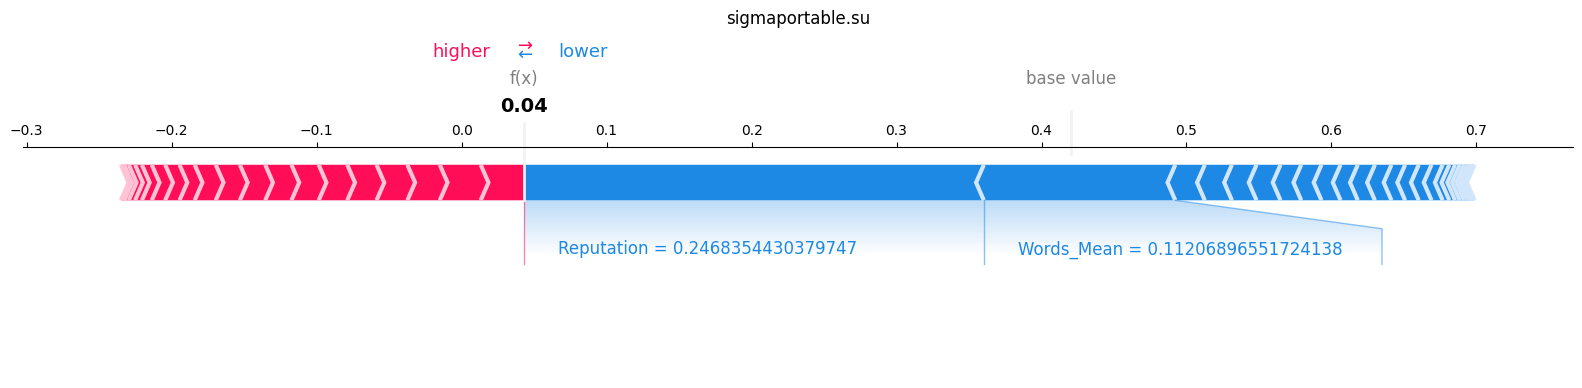 sigmaportable.su
higher ⇄ lower
f(x) base value
0.04
−0.3 −0.2 −0.1 0.0 0.1 0.2 0.3 0.4 0.5 0.6 0.7
Reputation = 0.2468354430379747 Words_Mean = 0.11206896551724138